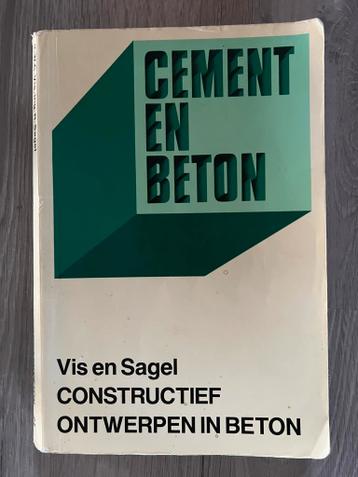 CEMENT
EN
BETON
Vis en Sagel
CONSTRUCTIEF
ONTWERPEN IN BETON